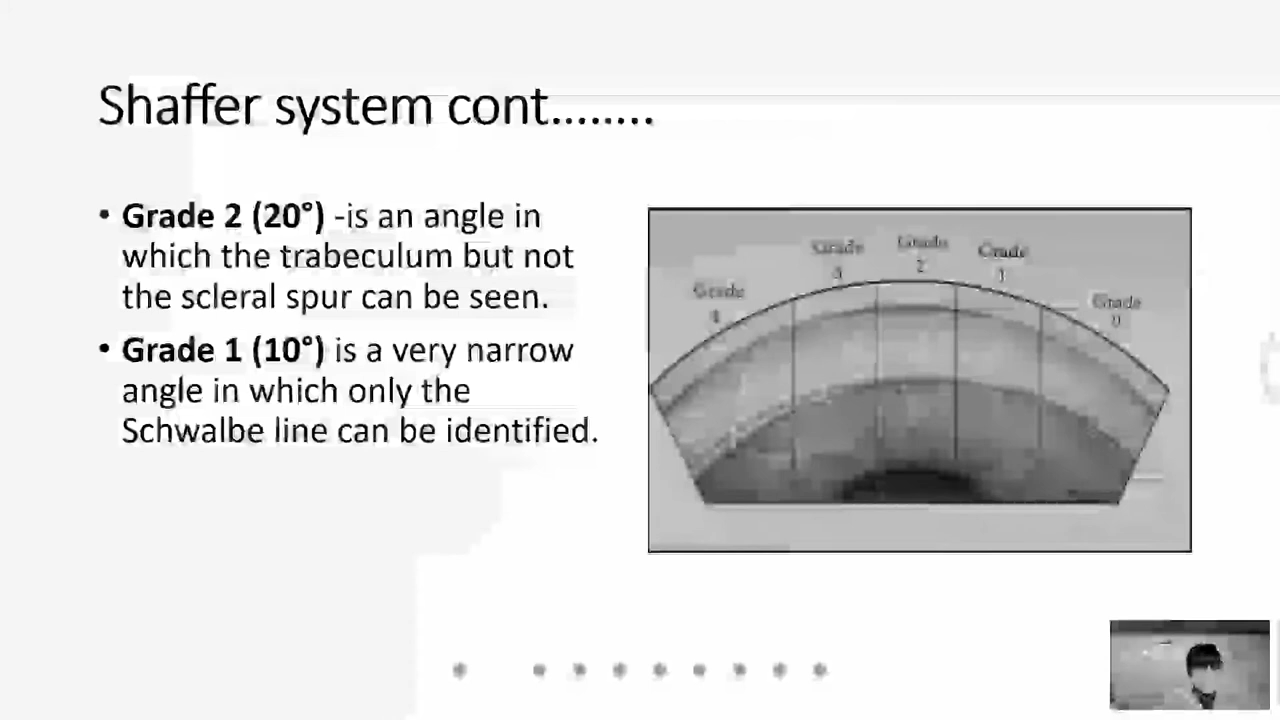 Shaffer system cont........
• Grade 2 (20°) -is an angle in
which the trabeculum but not
the scleral spur can be seen.
• Grade 1 (10°) is a very narrow
angle in which only the
Schwalbe line can be identified.
Grade
4
Grade
3
Grade
2
Grade
1
Grade
0